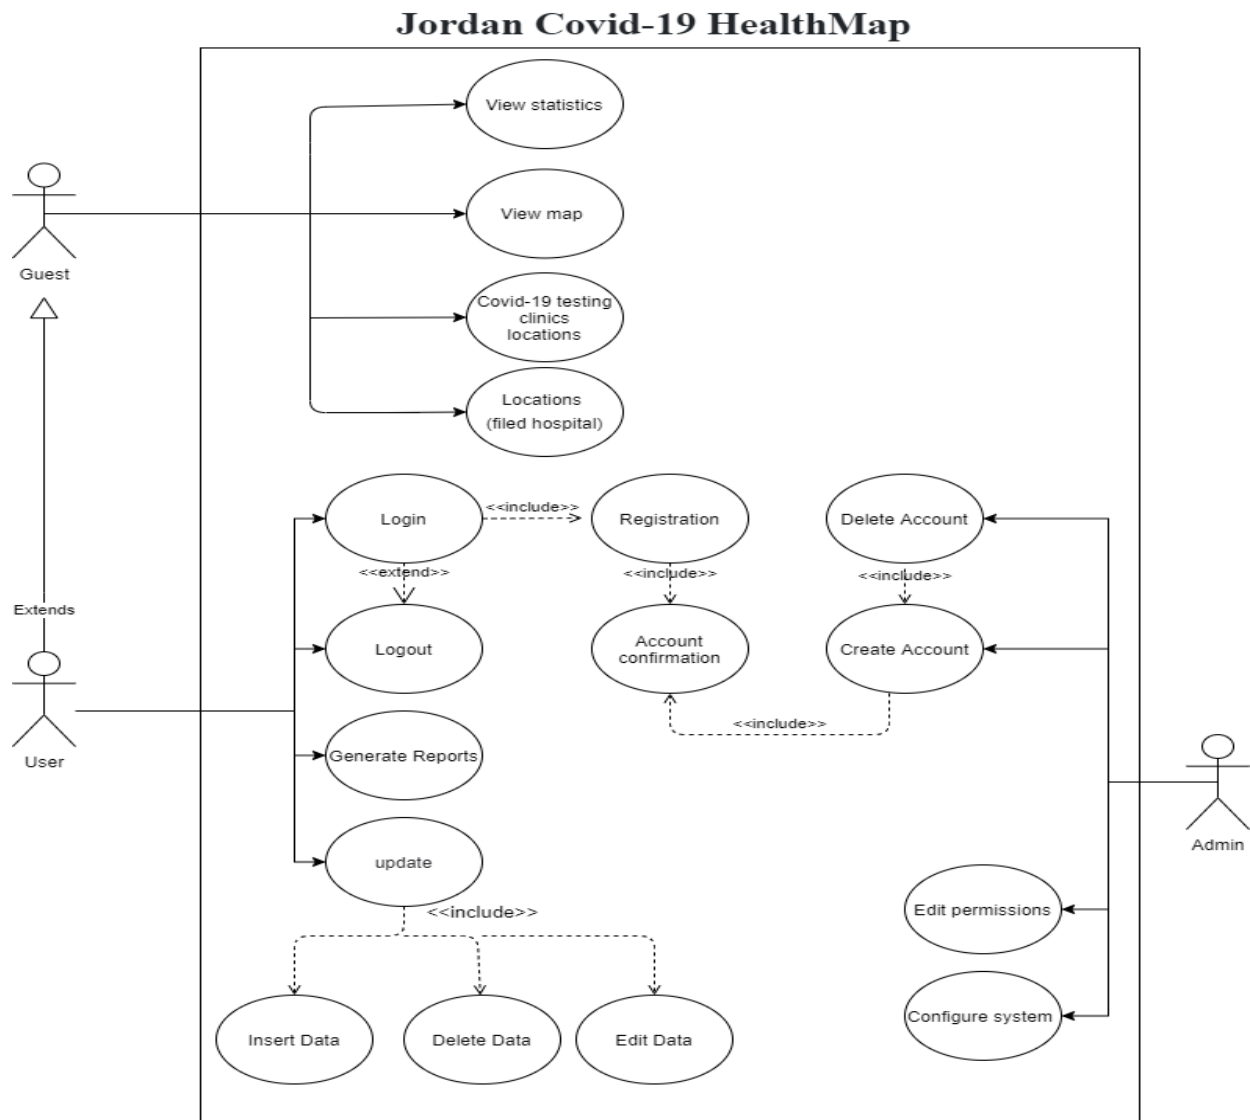 Jordan Covid-19 HealthMap
View statistics
View map
Guest
Covid-19 testing
clinics
locations
Locations
(filed hospital)
Login
<<include>>
Registration
Delete Account
<<extend>>
<<include>>
<<include>>
Extends
Logout
Account
confirmation
Create Account
<<include>>
User
Generate Reports
Admin
update
<<include>>
Edit permissions
Configure system
Insert Data
Delete Data
Edit Data